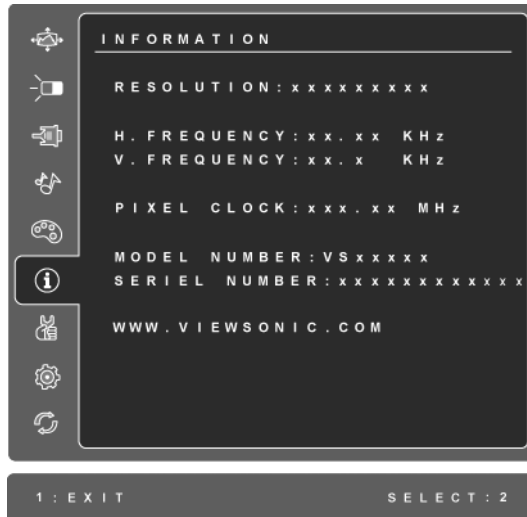 INFORMATION
RESOLUTION:xxxxxxxxx
H. FREQUENCY:xx.xx KHz
V. FREQUENCY:xx.x KHz
PIXEL CLOCK:xxx.xx MHz
MODEL NUMBER:VSxxxxx
SERIEL NUMBER:xxxxxxxxxxxx
WWW.VIEWSONIC.COM
1:EXIT SELECT:2